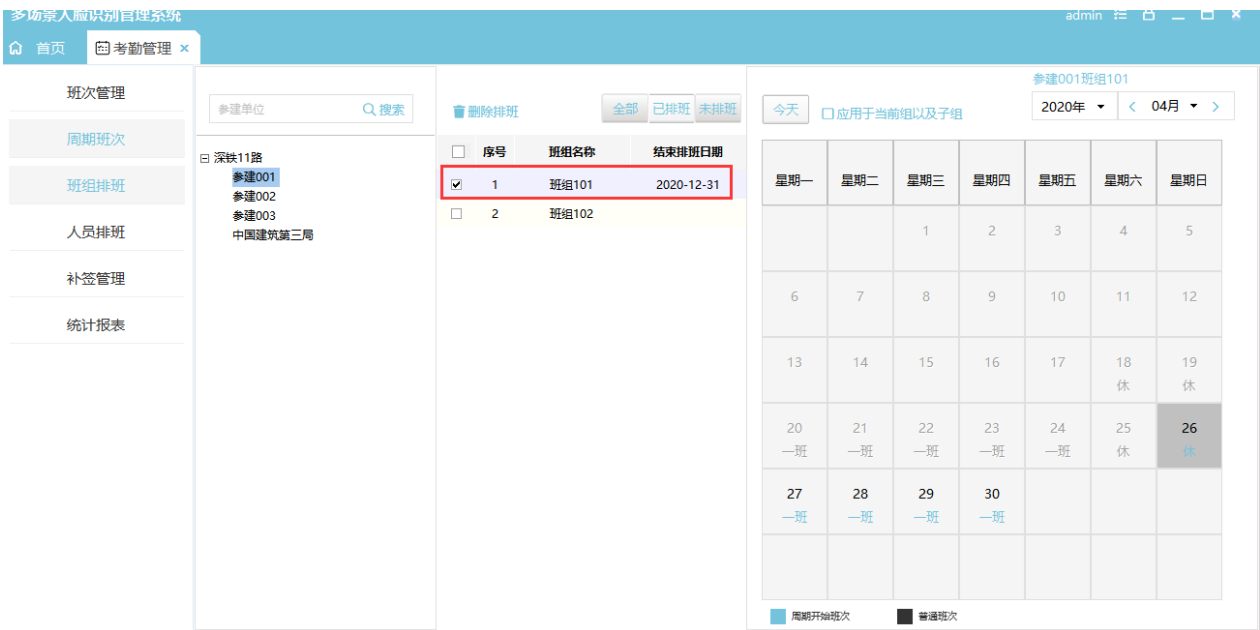 多场景人脸识别管理系统
admin
首页
考勤管理 ×
班次管理
周期班次
班组排班
人员排班
补签管理
统计报表
参建单位 搜索
深铁11路
参建001
参建002
参建003
中国建筑第三局
删除排班 全部 已排班 未排班
序号 班组名称 结束排班日期
1 班组101 2020-12-31
2 班组102
参建001班组101
今天 应用于当前组以及子组 2020年 < 04月 >
星期一 星期二 星期三 星期四 星期五 星期六 星期日
1 2 3 4 5
6 7 8 9 10 11 12
13 14 15 16 17 18 19
休 休
20 21 22 23 24 25 26
一班 一班 一班 一班 一班 休 休
27 28 29 30
一班 一班 一班 一班
周期开始班次 普通班次